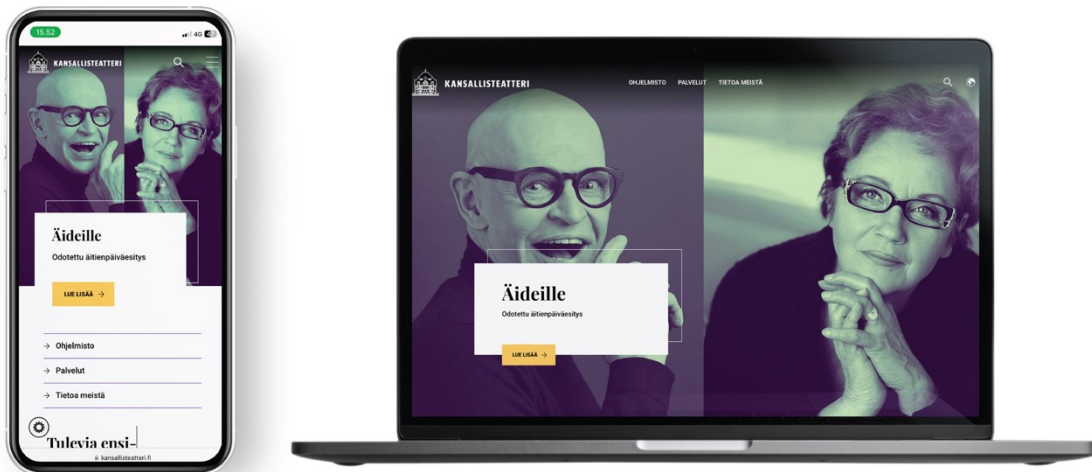 15.52
4G
KANSALLISTEATTERI
Äideille
Odotettu äitienpäiväesitys
LUE LISÄÄ →
→ Ohjelmisto
→ Palvelut
→ Tietoa meistä
Tulevia ensi-
kansallisteatteri.fi
KANSALLISTEATTERI
OHJELMISTO PALVELUT TIETOA MEISTÄ
Äideille
Odotettu äitienpäiväesitys
LUE LISÄÄ →